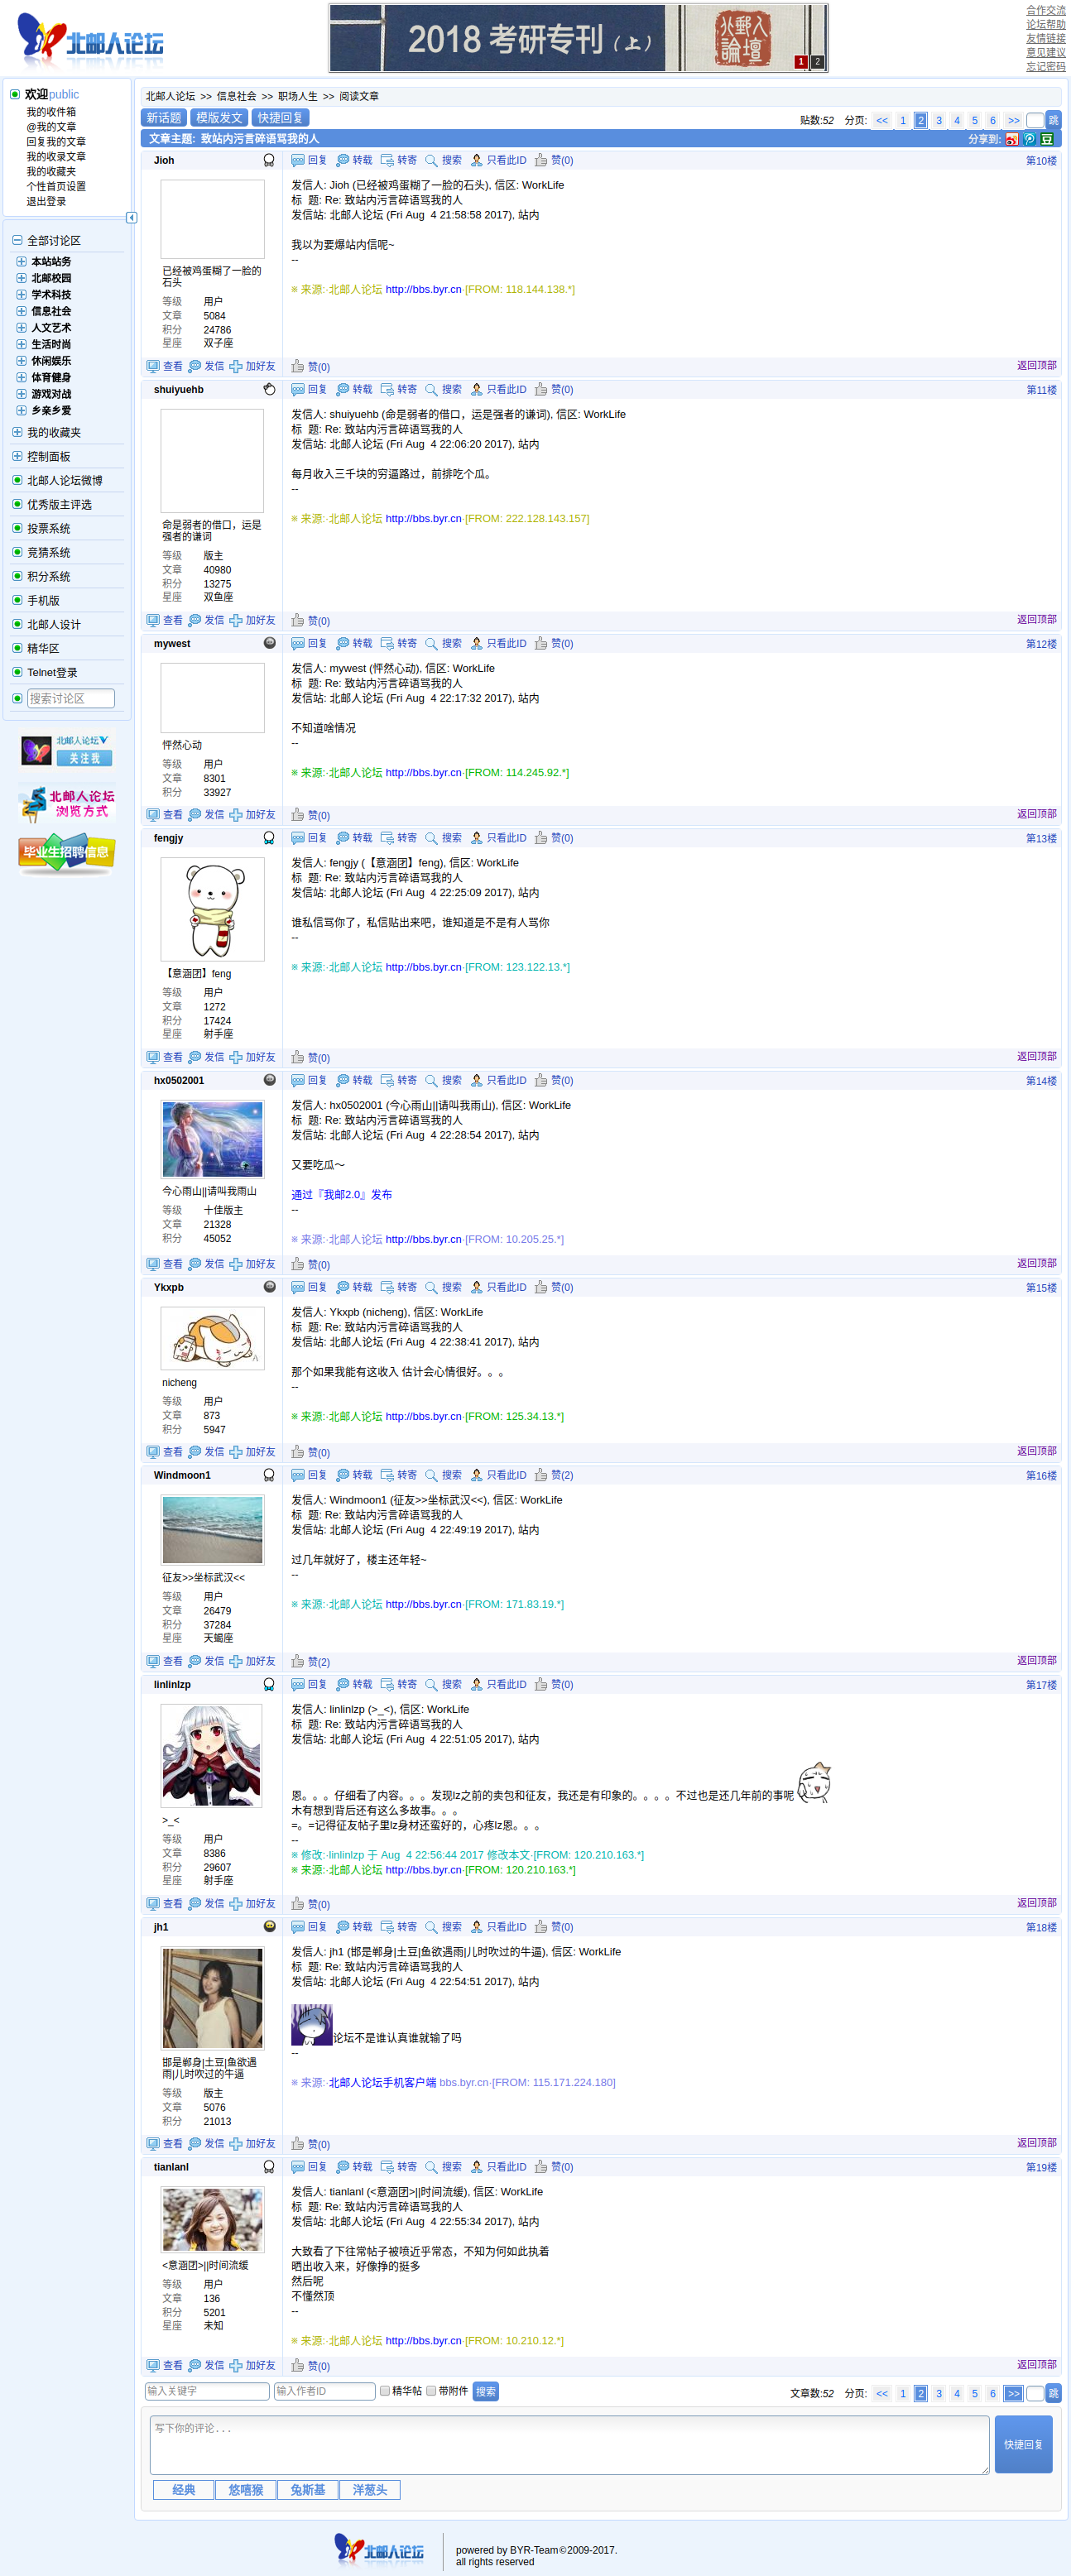 北邮人论坛
2018 考研专刊（上）
北邮人論壇
1 2
合作交流
论坛帮助
友情链接
意见建议
忘记密码
欢迎public
我的收件箱
@我的文章
回复我的文章
我的收录文章
我的收藏夹
个性首页设置
退出登录
全部讨论区
本站站务
北邮校园
学术科技
信息社会
人文艺术
生活时尚
休闲娱乐
体育健身
游戏对战
乡亲乡爱
我的收藏夹
控制面板
北邮人论坛微博
优秀版主评选
投票系统
竞猜系统
积分系统
手机版
北邮人设计
精华区
Telnet登录
搜索讨论区
北邮人论坛
关注我
北邮人论坛
浏览方式
毕业生招聘信息
北邮人论坛 >> 信息社会 >> 职场人生 >> 阅读文章
新话题 模版发文 快捷回复
贴数:52 分页: << 1 2 3 4 5 6 >> 跳
文章主题: 致站内污言碎语骂我的人 分享到: 豆
Jioh 回复 转载 转寄 搜索 只看此ID 赞(0) 第10楼
已经被鸡蛋糊了一脸的
石头
等级 用户
文章 5084
积分 24786
星座 双子座
发信人: Jioh (已经被鸡蛋糊了一脸的石头), 信区: WorkLife
标 题: Re: 致站内污言碎语骂我的人
发信站: 北邮人论坛 (Fri Aug 4 21:58:58 2017), 站内
我以为要爆站内信呢~
--
※ 来源:·北邮人论坛 http://bbs.byr.cn·[FROM: 118.144.138.*]
查看 发信 加好友 赞(0) 返回顶部
shuiyuehb 回复 转载 转寄 搜索 只看此ID 赞(0) 第11楼
命是弱者的借口，运是
强者的谦词
等级 版主
文章 40980
积分 13275
星座 双鱼座
发信人: shuiyuehb (命是弱者的借口，运是强者的谦词), 信区: WorkLife
标 题: Re: 致站内污言碎语骂我的人
发信站: 北邮人论坛 (Fri Aug 4 22:06:20 2017), 站内
每月收入三千块的穷逼路过，前排吃个瓜。
--
※ 来源:·北邮人论坛 http://bbs.byr.cn·[FROM: 222.128.143.157]
查看 发信 加好友 赞(0) 返回顶部
mywest 回复 转载 转寄 搜索 只看此ID 赞(0) 第12楼
怦然心动
等级 用户
文章 8301
积分 33927
发信人: mywest (怦然心动), 信区: WorkLife
标 题: Re: 致站内污言碎语骂我的人
发信站: 北邮人论坛 (Fri Aug 4 22:17:32 2017), 站内
不知道啥情况
--
※ 来源:·北邮人论坛 http://bbs.byr.cn·[FROM: 114.245.92.*]
查看 发信 加好友 赞(0) 返回顶部
fengjy 回复 转载 转寄 搜索 只看此ID 赞(0) 第13楼
【意涵团】feng
等级 用户
文章 1272
积分 17424
星座 射手座
发信人: fengjy (【意涵团】feng), 信区: WorkLife
标 题: Re: 致站内污言碎语骂我的人
发信站: 北邮人论坛 (Fri Aug 4 22:25:09 2017), 站内
谁私信骂你了，私信贴出来吧，谁知道是不是有人骂你
--
※ 来源:·北邮人论坛 http://bbs.byr.cn·[FROM: 123.122.13.*]
查看 发信 加好友 赞(0) 返回顶部
hx0502001 回复 转载 转寄 搜索 只看此ID 赞(0) 第14楼
今心雨山||请叫我雨山
等级 十佳版主
文章 21328
积分 45052
发信人: hx0502001 (今心雨山||请叫我雨山), 信区: WorkLife
标 题: Re: 致站内污言碎语骂我的人
发信站: 北邮人论坛 (Fri Aug 4 22:28:54 2017), 站内
又要吃瓜～
通过『我邮2.0』发布
--
※ 来源:·北邮人论坛 http://bbs.byr.cn·[FROM: 10.205.25.*]
查看 发信 加好友 赞(0) 返回顶部
Ykxpb 回复 转载 转寄 搜索 只看此ID 赞(0) 第15楼
nicheng
等级 用户
文章 873
积分 5947
发信人: Ykxpb (nicheng), 信区: WorkLife
标 题: Re: 致站内污言碎语骂我的人
发信站: 北邮人论坛 (Fri Aug 4 22:38:41 2017), 站内
那个如果我能有这收入 估计会心情很好。。。
--
※ 来源:·北邮人论坛 http://bbs.byr.cn·[FROM: 125.34.13.*]
查看 发信 加好友 赞(0) 返回顶部
Windmoon1 回复 转载 转寄 搜索 只看此ID 赞(2) 第16楼
征友>>坐标武汉<<
等级 用户
文章 26479
积分 37284
星座 天蝎座
发信人: Windmoon1 (征友>>坐标武汉<<), 信区: WorkLife
标 题: Re: 致站内污言碎语骂我的人
发信站: 北邮人论坛 (Fri Aug 4 22:49:19 2017), 站内
过几年就好了，楼主还年轻~
--
※ 来源:·北邮人论坛 http://bbs.byr.cn·[FROM: 171.83.19.*]
查看 发信 加好友 赞(2) 返回顶部
linlinlzp 回复 转载 转寄 搜索 只看此ID 赞(0) 第17楼
>_<
等级 用户
文章 8386
积分 29607
星座 射手座
发信人: linlinlzp (>_<), 信区: WorkLife
标 题: Re: 致站内污言碎语骂我的人
发信站: 北邮人论坛 (Fri Aug 4 22:51:05 2017), 站内
恩。。。仔细看了内容。。。发现lz之前的卖包和征友，我还是有印象的。。。。不过也是还几年前的事呢
木有想到背后还有这么多故事。。。
=。=记得征友帖子里lz身材还蛮好的，心疼lz恩。。。
--
※ 修改:·linlinlzp 于 Aug 4 22:56:44 2017 修改本文·[FROM: 120.210.163.*]
※ 来源:·北邮人论坛 http://bbs.byr.cn·[FROM: 120.210.163.*]
查看 发信 加好友 赞(0) 返回顶部
jh1 回复 转载 转寄 搜索 只看此ID 赞(0) 第18楼
邯是郸身|土豆|鱼欲遇
雨|儿时吹过的牛逼
等级 版主
文章 5076
积分 21013
发信人: jh1 (邯是郸身|土豆|鱼欲遇雨|儿时吹过的牛逼), 信区: WorkLife
标 题: Re: 致站内污言碎语骂我的人
发信站: 北邮人论坛 (Fri Aug 4 22:54:51 2017), 站内
论坛不是谁认真谁就输了吗
--
※ 来源:·北邮人论坛手机客户端 bbs.byr.cn·[FROM: 115.171.224.180]
查看 发信 加好友 赞(0) 返回顶部
tianlanl 回复 转载 转寄 搜索 只看此ID 赞(0) 第19楼
<意涵团>||时间流缓
等级 用户
文章 136
积分 5201
星座 未知
发信人: tianlanl (<意涵团>||时间流缓), 信区: WorkLife
标 题: Re: 致站内污言碎语骂我的人
发信站: 北邮人论坛 (Fri Aug 4 22:55:34 2017), 站内
大致看了下往常帖子被喷近乎常态，不知为何如此执着
晒出收入来，好像挣的挺多
然后呢
不懂然顶
--
※ 来源:·北邮人论坛 http://bbs.byr.cn·[FROM: 10.210.12.*]
查看 发信 加好友 赞(0) 返回顶部
输入关键字 输入作者ID 精华帖 带附件 搜索
文章数:52 分页: << 1 2 3 4 5 6 >> 跳
写下你的评论...
快捷回复
经典 悠嘻猴 兔斯基 洋葱头
北邮人论坛
powered by BYR-Team©2009-2017.
all rights reserved